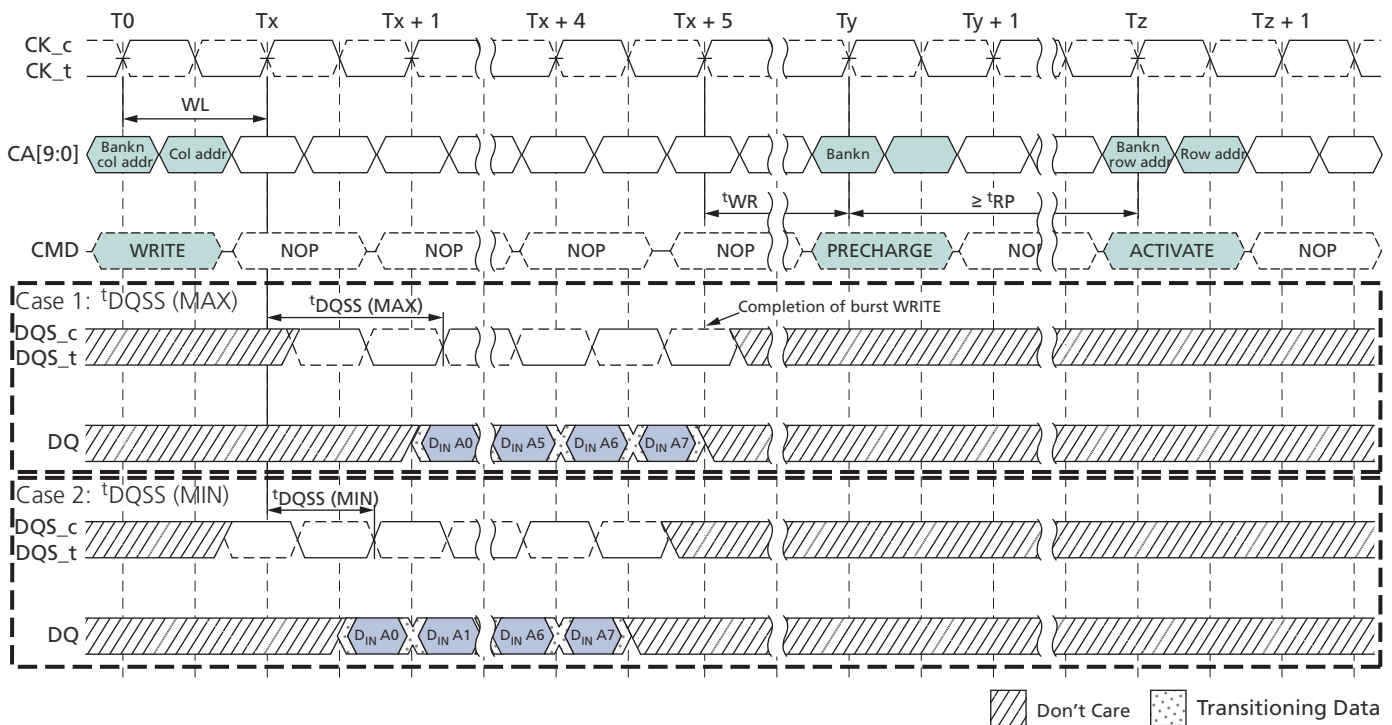 T0 Tx Tx + 1 Tx + 4 Tx + 5 Ty Ty + 1 Tz Tz + 1
CK_c
CK_t
WL
CA[9:0] Bankn col addr Col addr Bankn Bankn row addr Row addr
tWR ≥ tRP
CMD WRITE NOP NOP NOP NOP PRECHARGE NOP ACTIVATE NOP
Case 1: tDQSS (MAX)
tDQSS (MAX)
Completion of burst WRITE
DQS_c
DQS_t
DQ DIN A0 DIN A5 DIN A6 DIN A7
Case 2: tDQSS (MIN)
tDQSS (MIN)
DQS_c
DQS_t
DQ DIN A0 DIN A1 DIN A6 DIN A7
Don't Care Transitioning Data